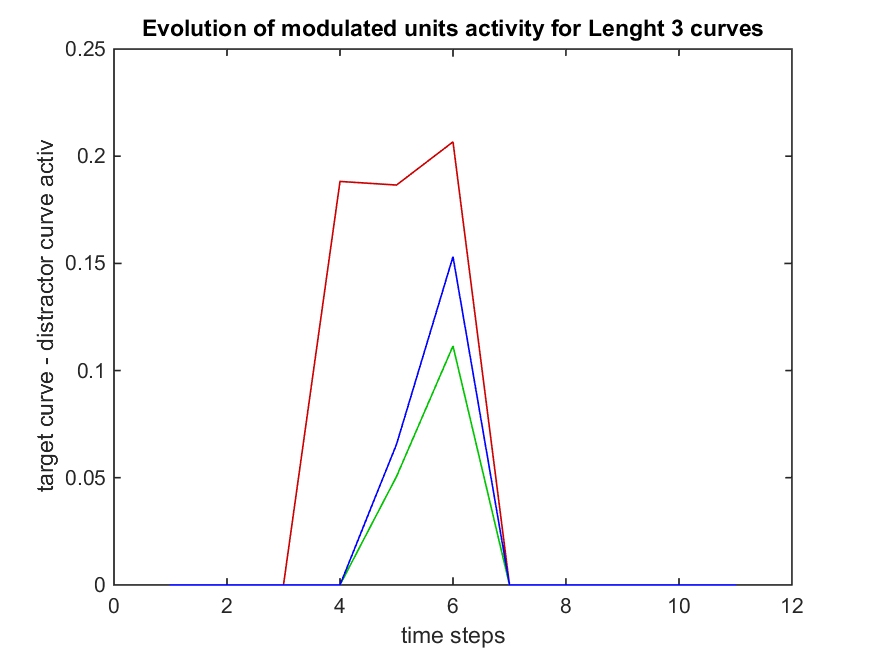 Evolution of modulated units activity for Lenght 3 curves
0.25
0.2
0.15
0.1
0.05
0
target curve - distractor curve activ
0 2 4 6 8 10 12
time steps